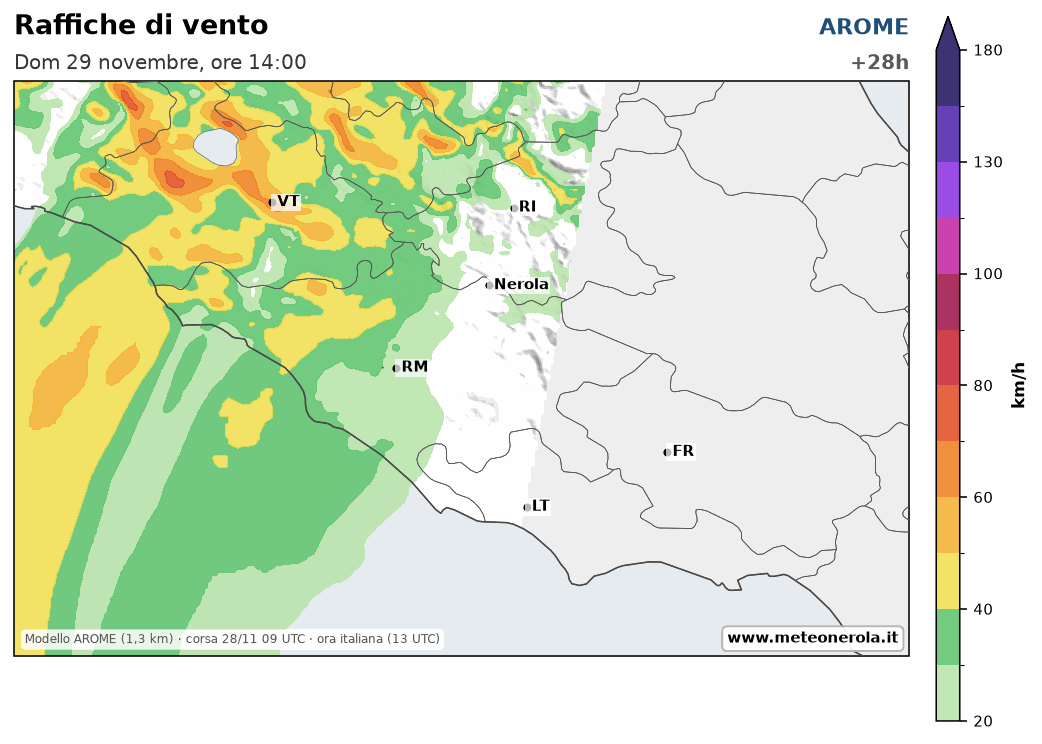 Raffiche di vento
AROME
Dom 29 novembre, ore 14:00
+28h
180
130
100
80
60
40
20
km/h
VT
RI
Nerola
RM
FR
LT
Modello AROME (1,3 km) · corsa 28/11 09 UTC · ora italiana (13 UTC)
www.meteonerola.it